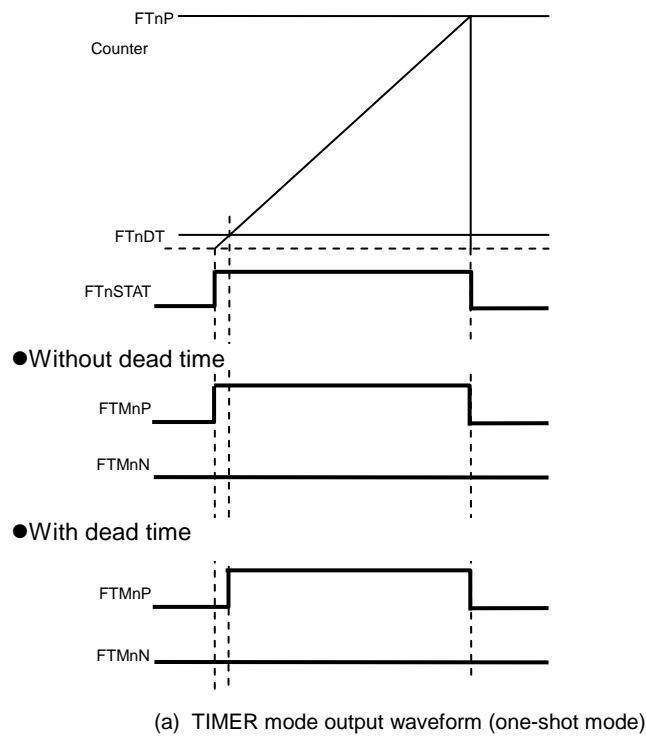 FTnP
Counter
FTnDT
FTnSTAT
●Without dead time
FTMnP
FTMnN
●With dead time
FTMnP
FTMnN
(a) TIMER mode output waveform (one-shot mode)